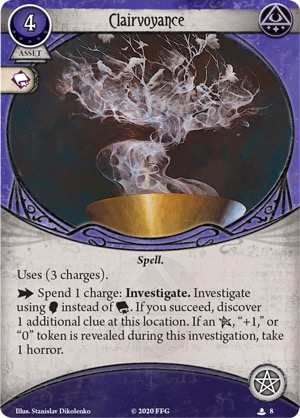 Clairvoyance
4
ASSET
Spell.
Uses (3 charges).
Spend 1 charge: Investigate. Investigate
using instead of . If you succeed, discover
1 additional clue at this location. If an , “+1,” or
“0” token is revealed during this investigation, take
1 horror.
Illus. Stanislav Dikolenko
© 2020 FFG
8